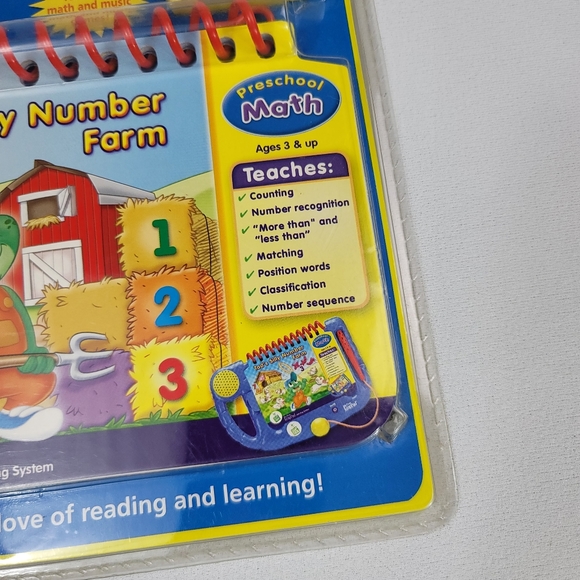 math and music
y Number
Farm
Preschool
Math
Ages 3 & up
Teaches:
✓ Counting
✓ Number recognition
✓ "More than" and
"less than"
✓ Matching
✓ Position words
✓ Classification
✓ Number sequence
1
2
3
ng System
love of reading and learning!